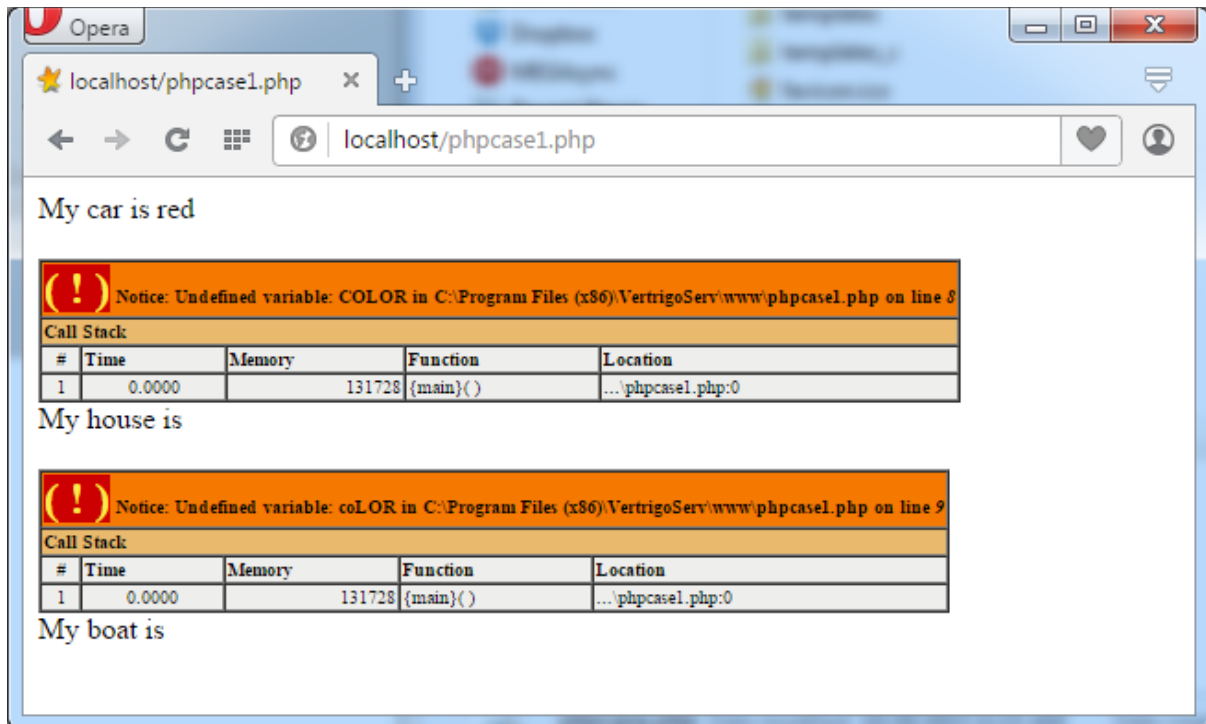 Opera
localhost/phpcase1.php
localhost/phpcase1.php
My car is red
( ! ) Notice: Undefined variable: COLOR in C:\Program Files (x86)\VertrigoServ\www\phpcase1.php on line 8
Call Stack
# Time Memory Function Location
1 0.0000 131728 {main}( ) ...\phpcase1.php:0
My house is
( ! ) Notice: Undefined variable: coLOR in C:\Program Files (x86)\VertrigoServ\www\phpcase1.php on line 9
Call Stack
# Time Memory Function Location
1 0.0000 131728 {main}( ) ...\phpcase1.php:0
My boat is